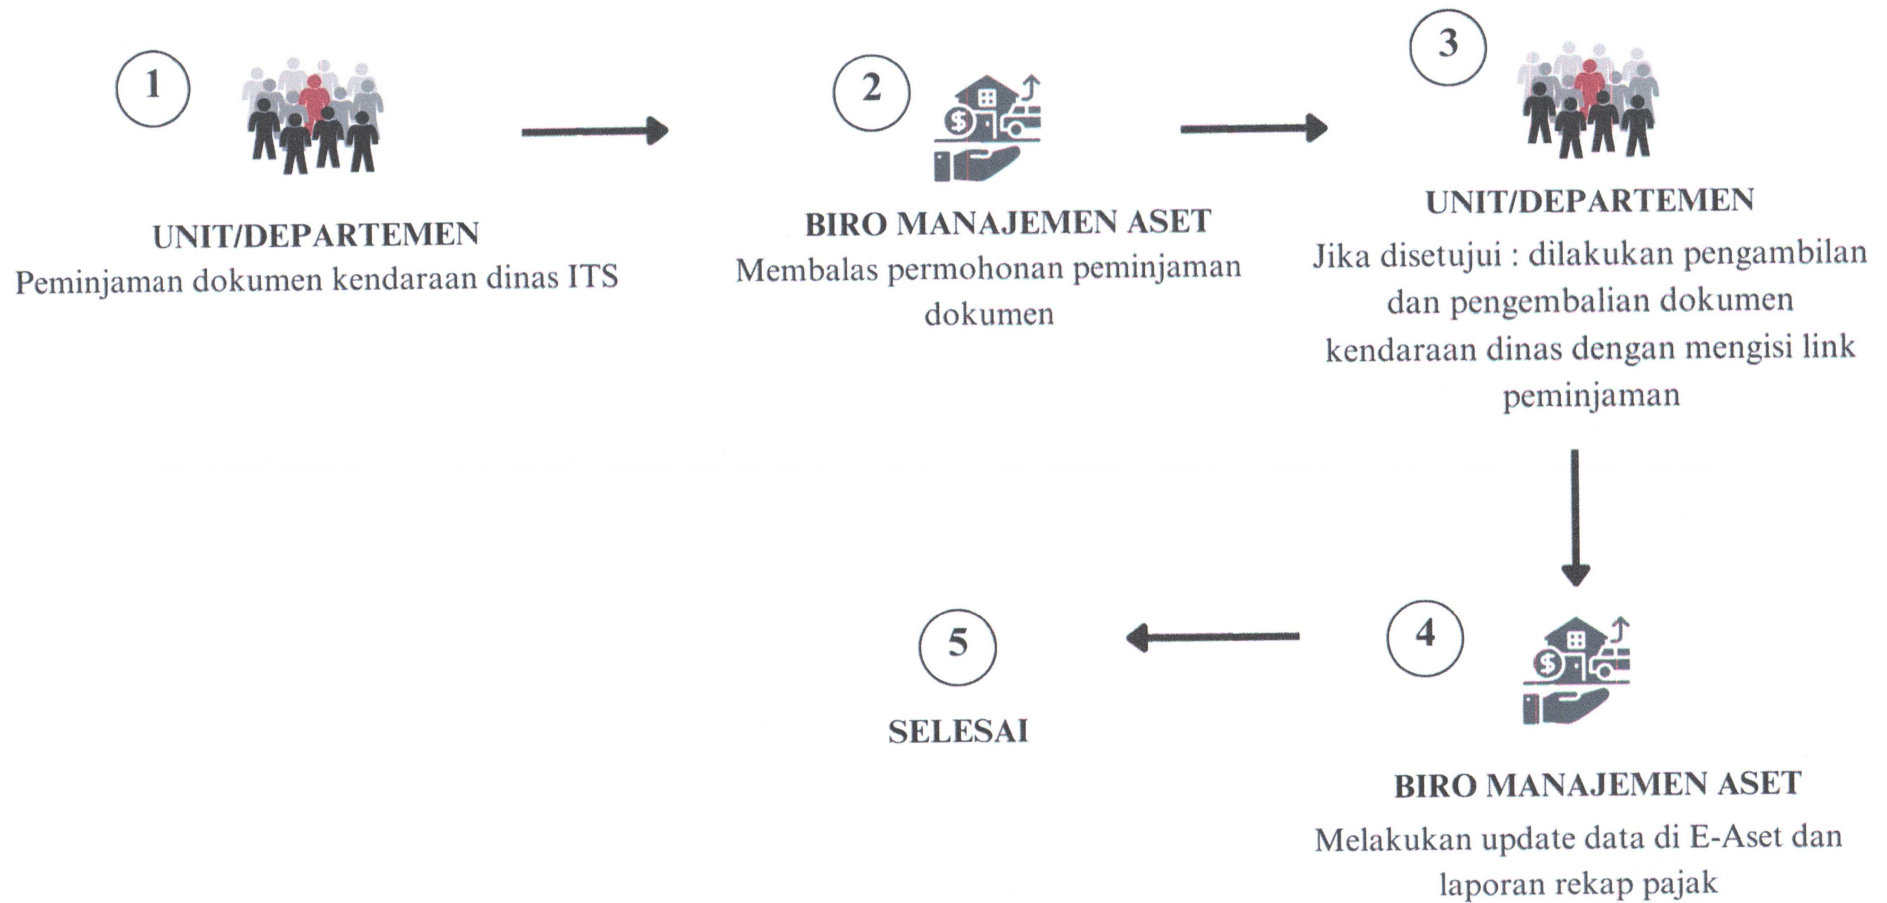 1
UNIT/DEPARTEMEN
Peminjaman dokumen kendaraan dinas ITS
2
$
BIRO MANAJEMEN ASET
Membalas permohonan peminjaman
dokumen
3
UNIT/DEPARTEMEN
Jika disetujui : dilakukan pengambilan
dan pengembalian dokumen
kendaraan dinas dengan mengisi link
peminjaman
4
$
BIRO MANAJEMEN ASET
Melakukan update data di E-Aset dan
laporan rekap pajak
5
SELESAI